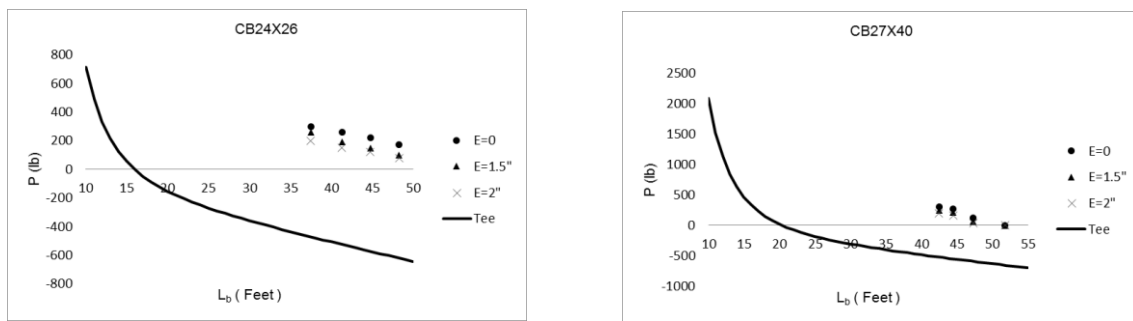 CB24X26
800
600
400
200
0
-200
-400
-600
-800
10 15 20 25 30 35 40 45 50
P (lb)
Lb ( Feet )
E=0
E=1.5"
E=2"
Tee
CB27X40
2500
2000
1500
1000
500
0
-500
-1000
10 15 20 25 30 35 40 45 50 55
P (lb)
Lb ( Feet )
E=0
E=1.5"
E=2"
Tee